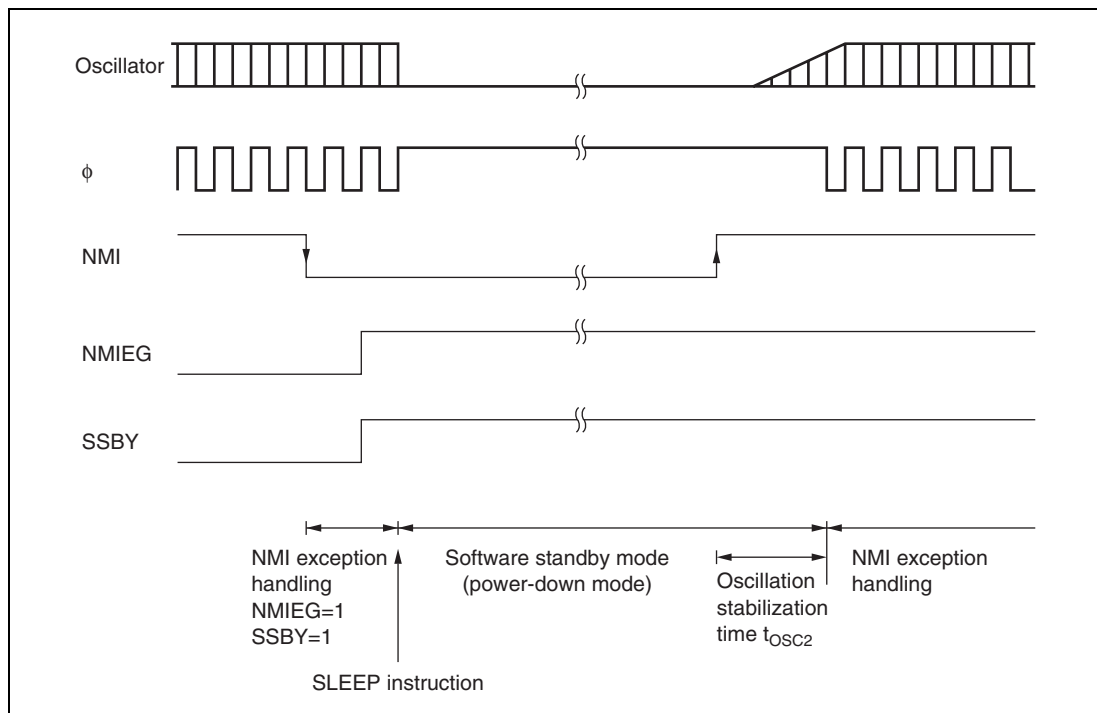 Oscillator
ϕ
NMI
NMIEG
SSBY
NMI exception
handling
NMIEG=1
SSBY=1
SLEEP instruction
Software standby mode
(power-down mode)
Oscillation
stabilization
time tOSC2
NMI exception
handling